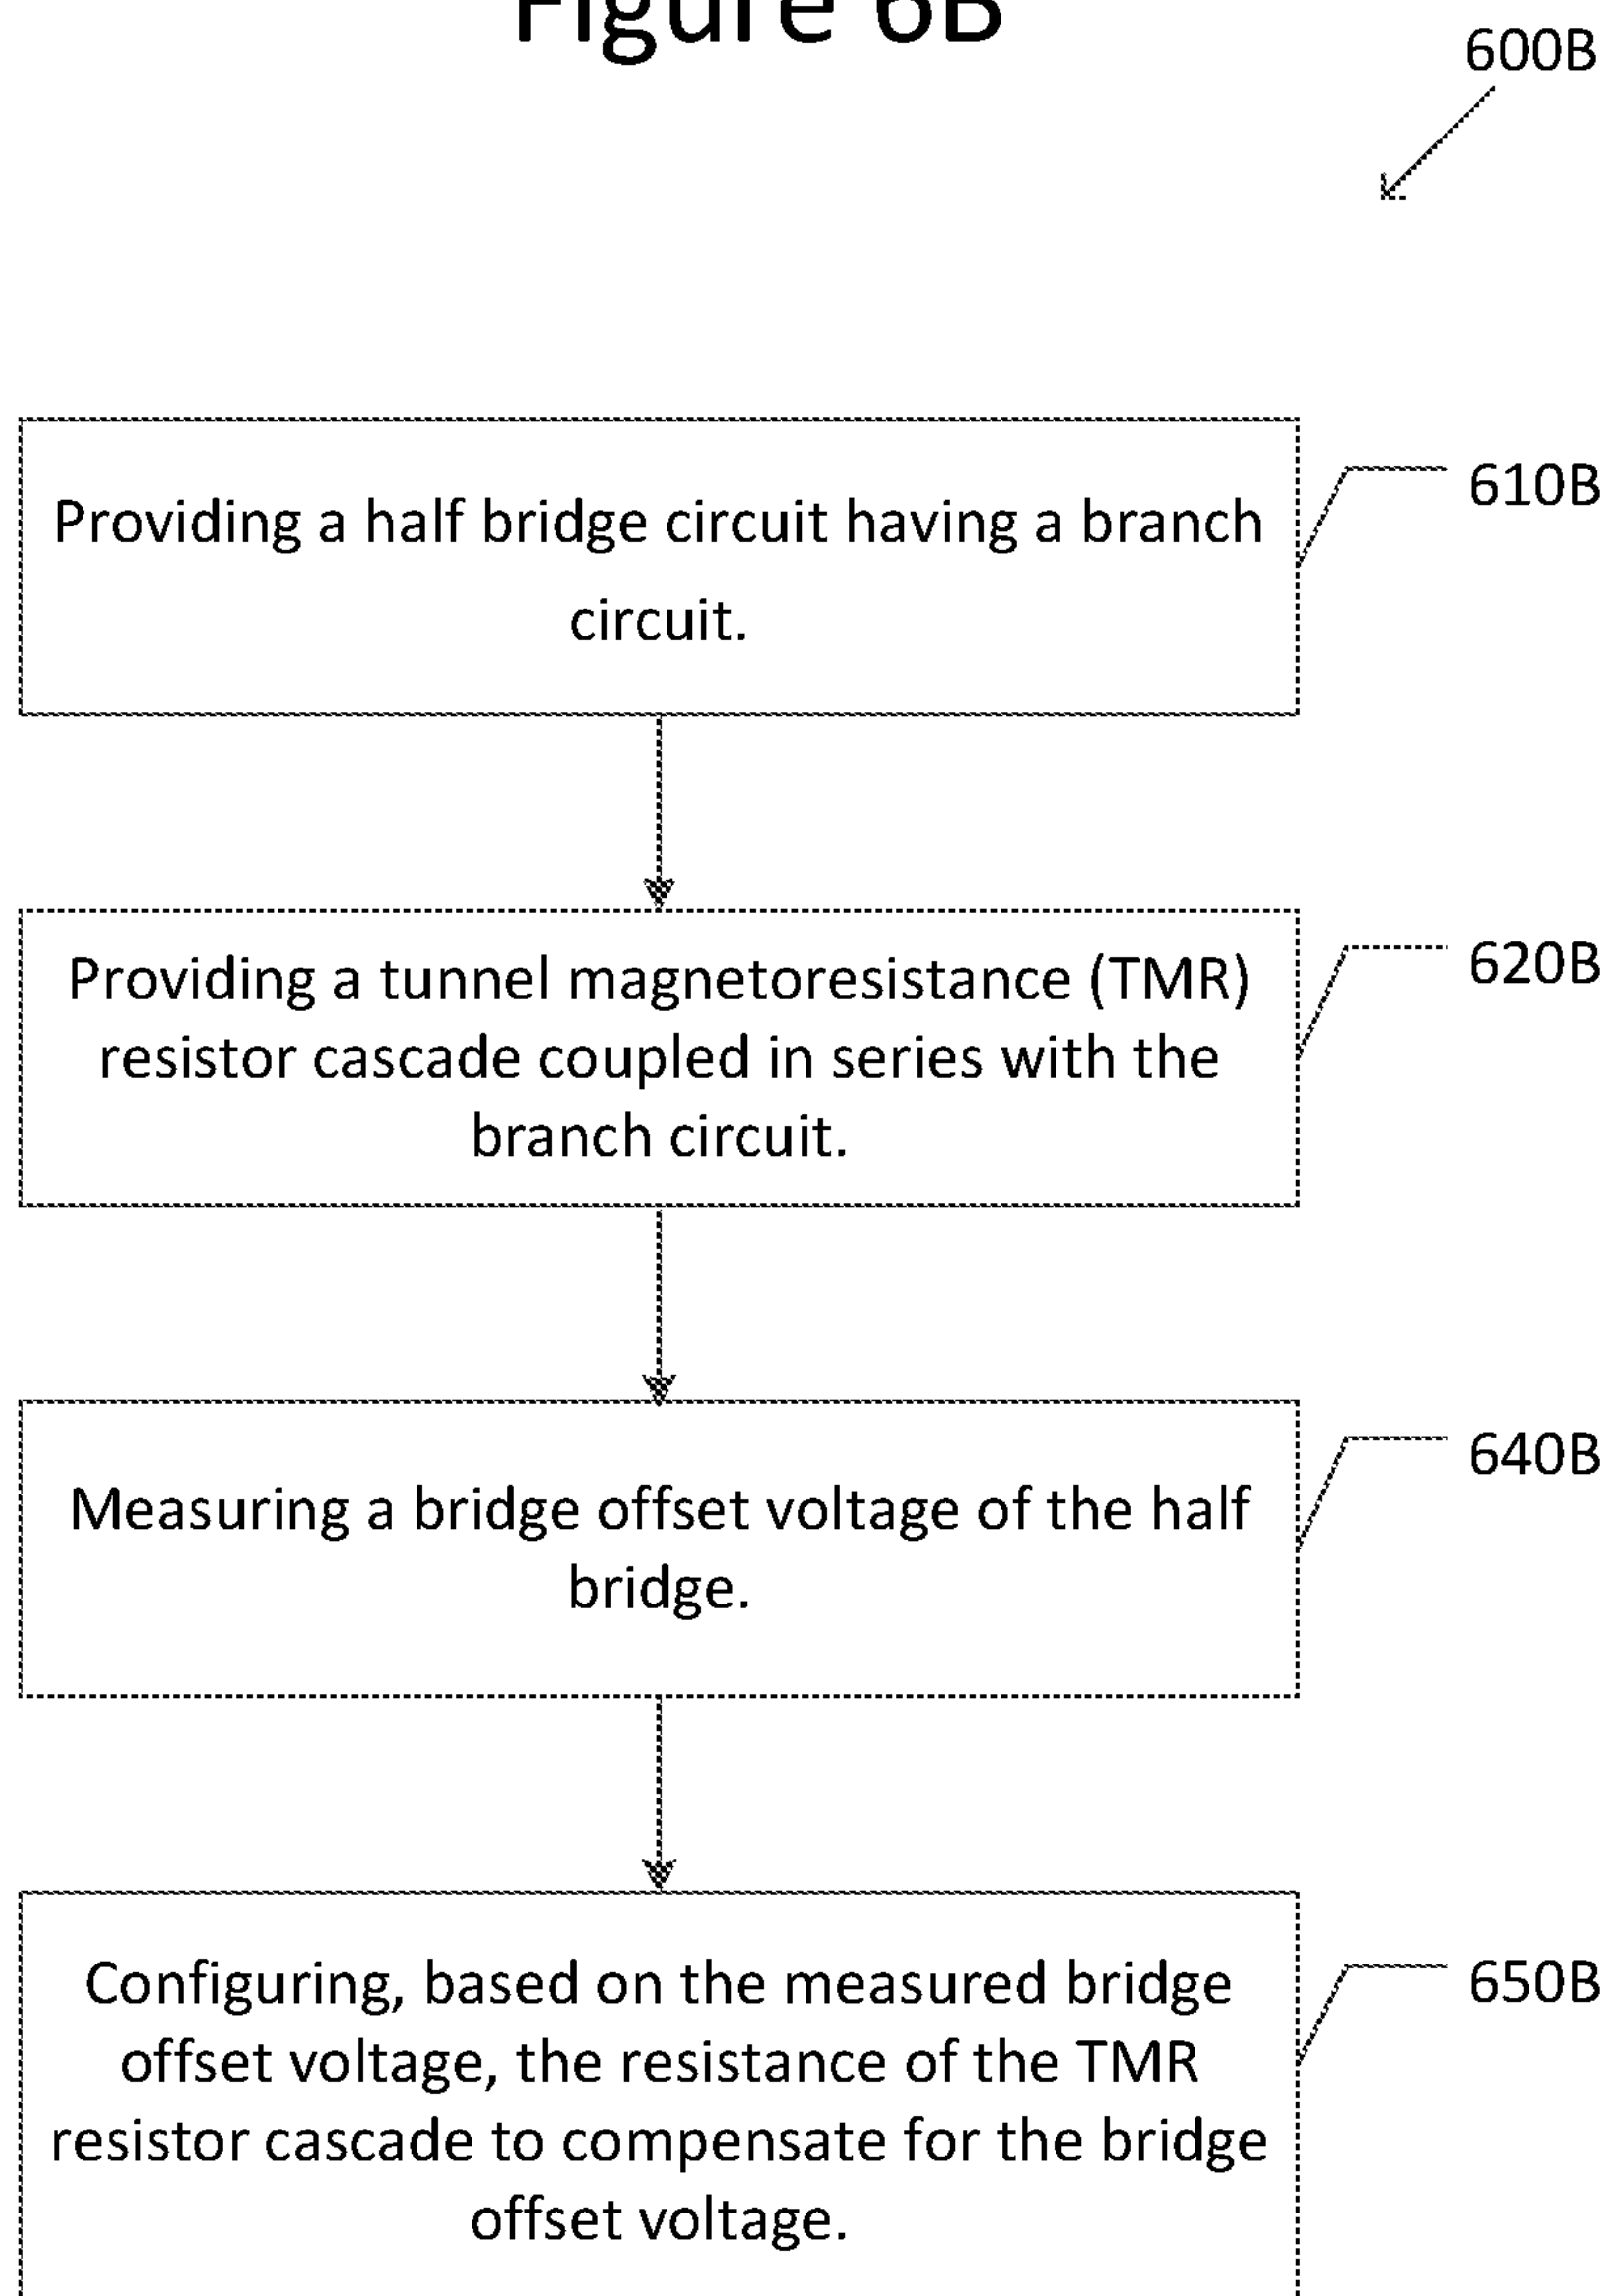 Figure 6B
600B
Providing a half bridge circuit having a branch
circuit.
610B
Providing a tunnel magnetoresistance (TMR)
resistor cascade coupled in series with the
branch circuit.
620B
Measuring a bridge offset voltage of the half
bridge.
640B
Configuring, based on the measured bridge
offset voltage, the resistance of the TMR
resistor cascade to compensate for the bridge
offset voltage.
650B